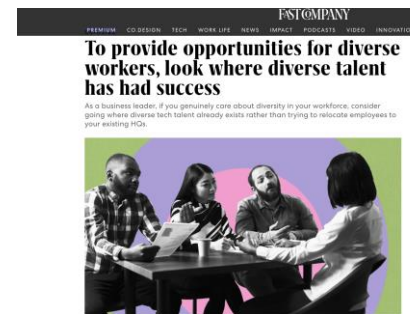 FAST COMPANY
PREMIUM CO.DESIGN TECH WORK LIFE NEWS IMPACT PODCASTS VIDEO INNOVATIO
To provide opportunities for diverse
workers, look where diverse talent
has had success
As a business leader, if you genuinely care about diversity in your workforce, consider
going where diverse tech talent already exists rather than trying to relocate employees to
your existing HQs.